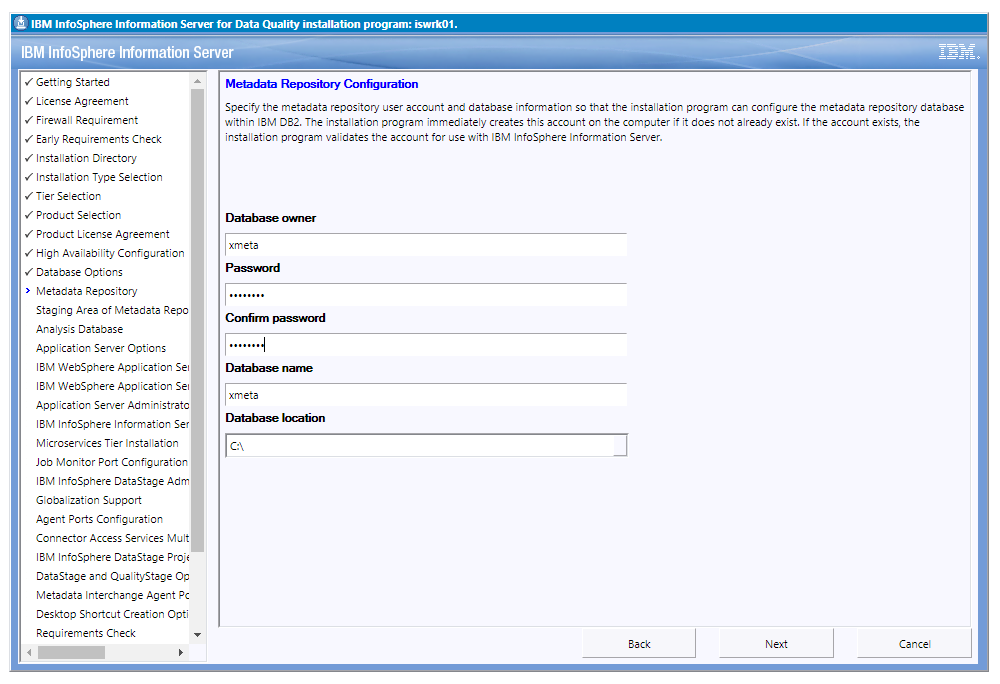 IBM InfoSphere Information Server for Data Quality installation program: iswrk01.
IBM InfoSphere Information Server
IBM.
✓ Getting Started
✓ License Agreement
✓ Firewall Requirement
✓ Early Requirements Check
✓ Installation Directory
✓ Installation Type Selection
✓ Tier Selection
✓ Product Selection
✓ Product License Agreement
✓ High Availability Configuration
✓ Database Options
> Metadata Repository
Staging Area of Metadata Repo
Analysis Database
Application Server Options
IBM WebSphere Application Ser
IBM WebSphere Application Ser
Application Server Administrato
IBM InfoSphere Information Ser
Microservices Tier Installation
Job Monitor Port Configuration
IBM InfoSphere DataStage Adm
Globalization Support
Agent Ports Configuration
Connector Access Services Mult
IBM InfoSphere DataStage Proje
DataStage and QualityStage Op
Metadata Interchange Agent Po
Desktop Shortcut Creation Opti
Requirements Check
Metadata Repository Configuration
Specify the metadata repository user account and database information so that the installation program can configure the metadata repository database
within IBM DB2. The installation program immediately creates this account on the computer if it does not already exist. If the account exists, the
installation program validates the account for use with IBM InfoSphere Information Server.
Database owner
xmeta
Password
••••••••
Confirm password
••••••••
Database name
xmeta
Database location
C:\
Back
Next
Cancel